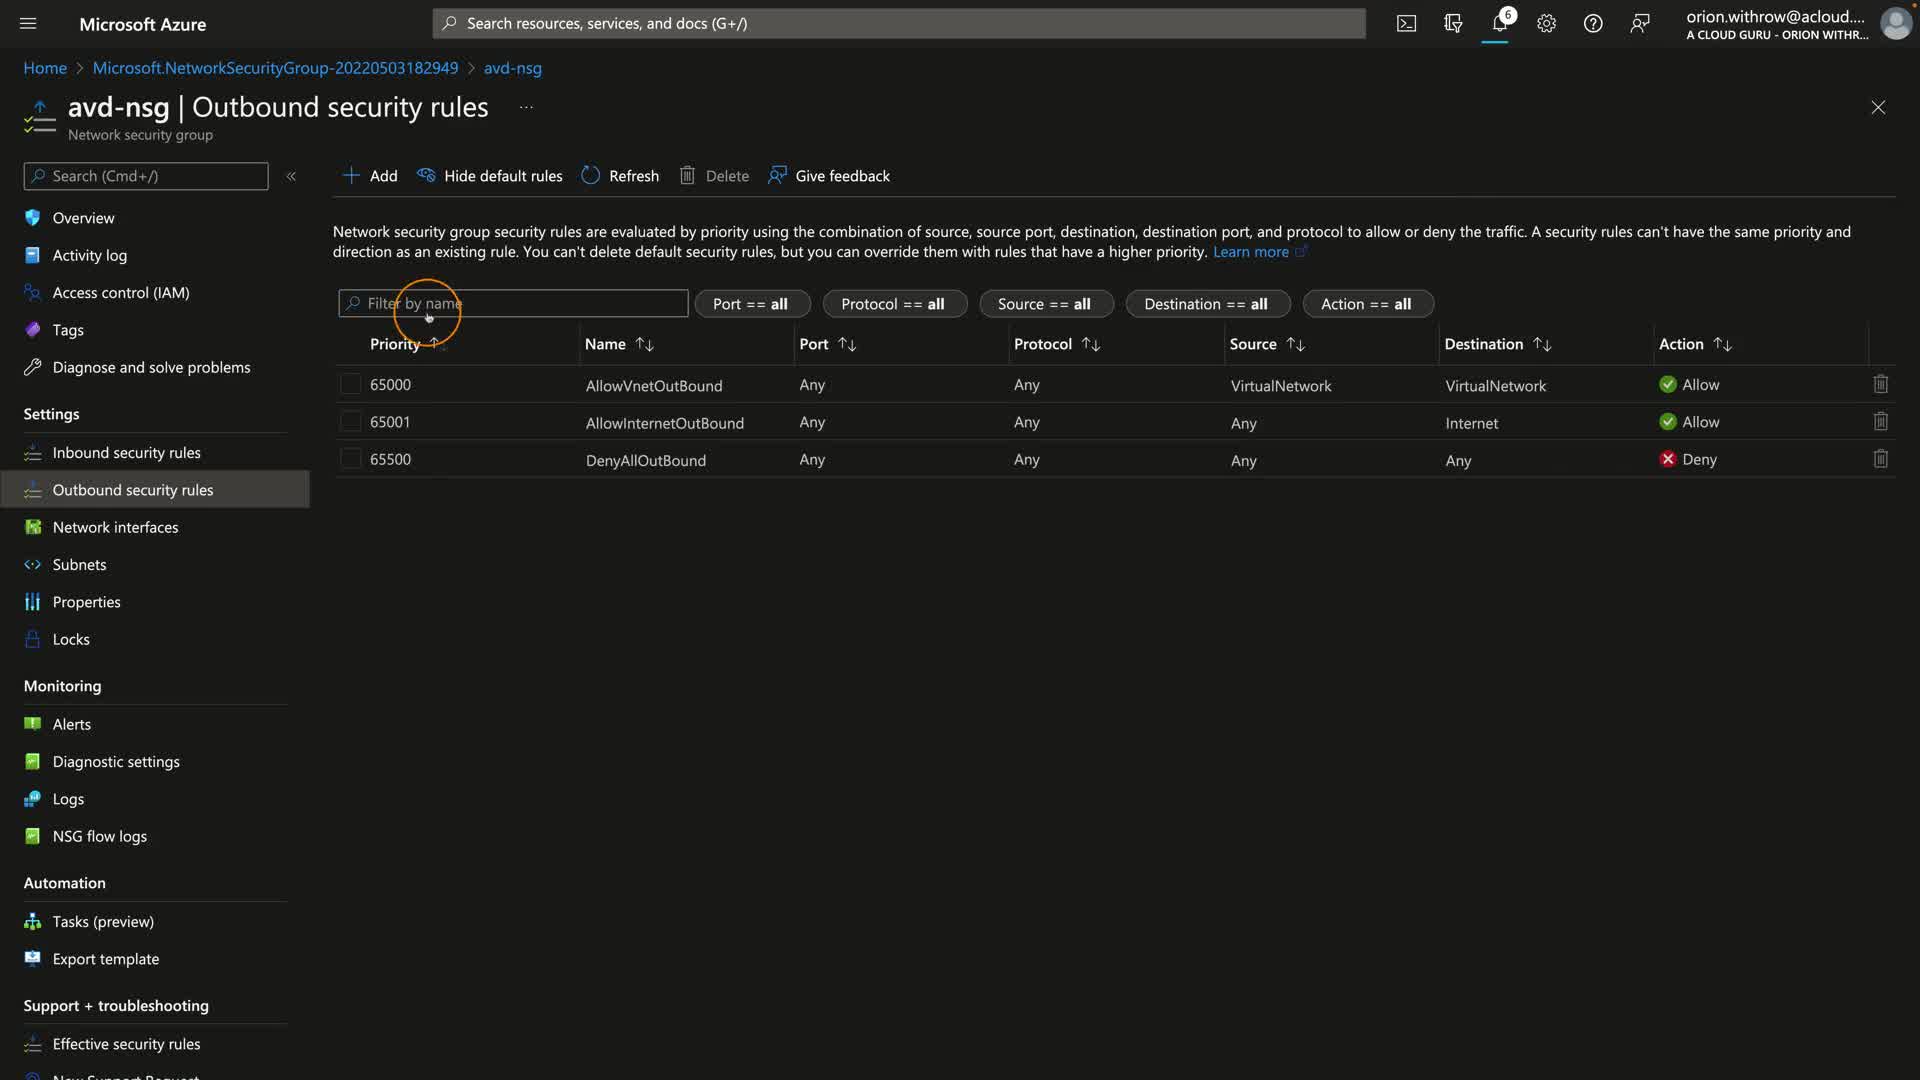 Microsoft Azure
Search resources, services, and docs (G+/)
6
orion.withrow@acloud....
A CLOUD GURU - ORION WITHR...
Home > Microsoft.NetworkSecurityGroup-20220503182949 > avd-nsg
avd-nsg | Outbound security rules ...
Network security group
Search (Cmd+/)
«
Overview
Activity log
Access control (IAM)
Tags
Diagnose and solve problems
Settings
Inbound security rules
Outbound security rules
Network interfaces
Subnets
Properties
Locks
Monitoring
Alerts
Diagnostic settings
Logs
NSG flow logs
Automation
Tasks (preview)
Export template
Support + troubleshooting
Effective security rules
New Support Request
Add Hide default rules Refresh Delete Give feedback
Network security group security rules are evaluated by priority using the combination of source, source port, destination, destination port, and protocol to allow or deny the traffic. A security rules can't have the same priority and
direction as an existing rule. You can't delete default security rules, but you can override them with rules that have a higher priority. Learn more
Filter by name Port == all Protocol == all Source == all Destination == all Action == all
Priority ↑ Name ↑↓ Port ↑↓ Protocol ↑↓ Source ↑↓ Destination ↑↓ Action ↑↓
65000 AllowVnetOutBound Any Any VirtualNetwork VirtualNetwork Allow
65001 AllowInternetOutBound Any Any Any Internet Allow
65500 DenyAllOutBound Any Any Any Any Deny